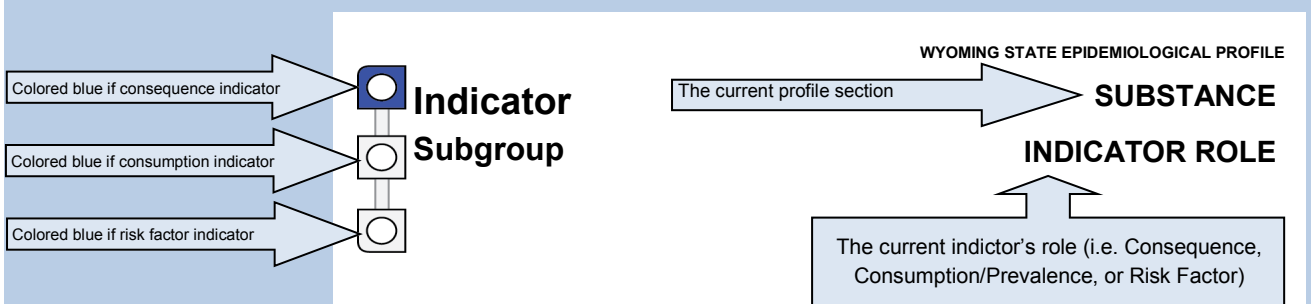 WYOMING STATE EPIDEMIOLOGICAL PROFILE
Colored blue if consequence indicator
Indicator
The current profile section
SUBSTANCE
Colored blue if consumption indicator
Subgroup
INDICATOR ROLE
Colored blue if risk factor indicator
The current indictor's role (i.e. Consequence,
Consumption/Prevalence, or Risk Factor)